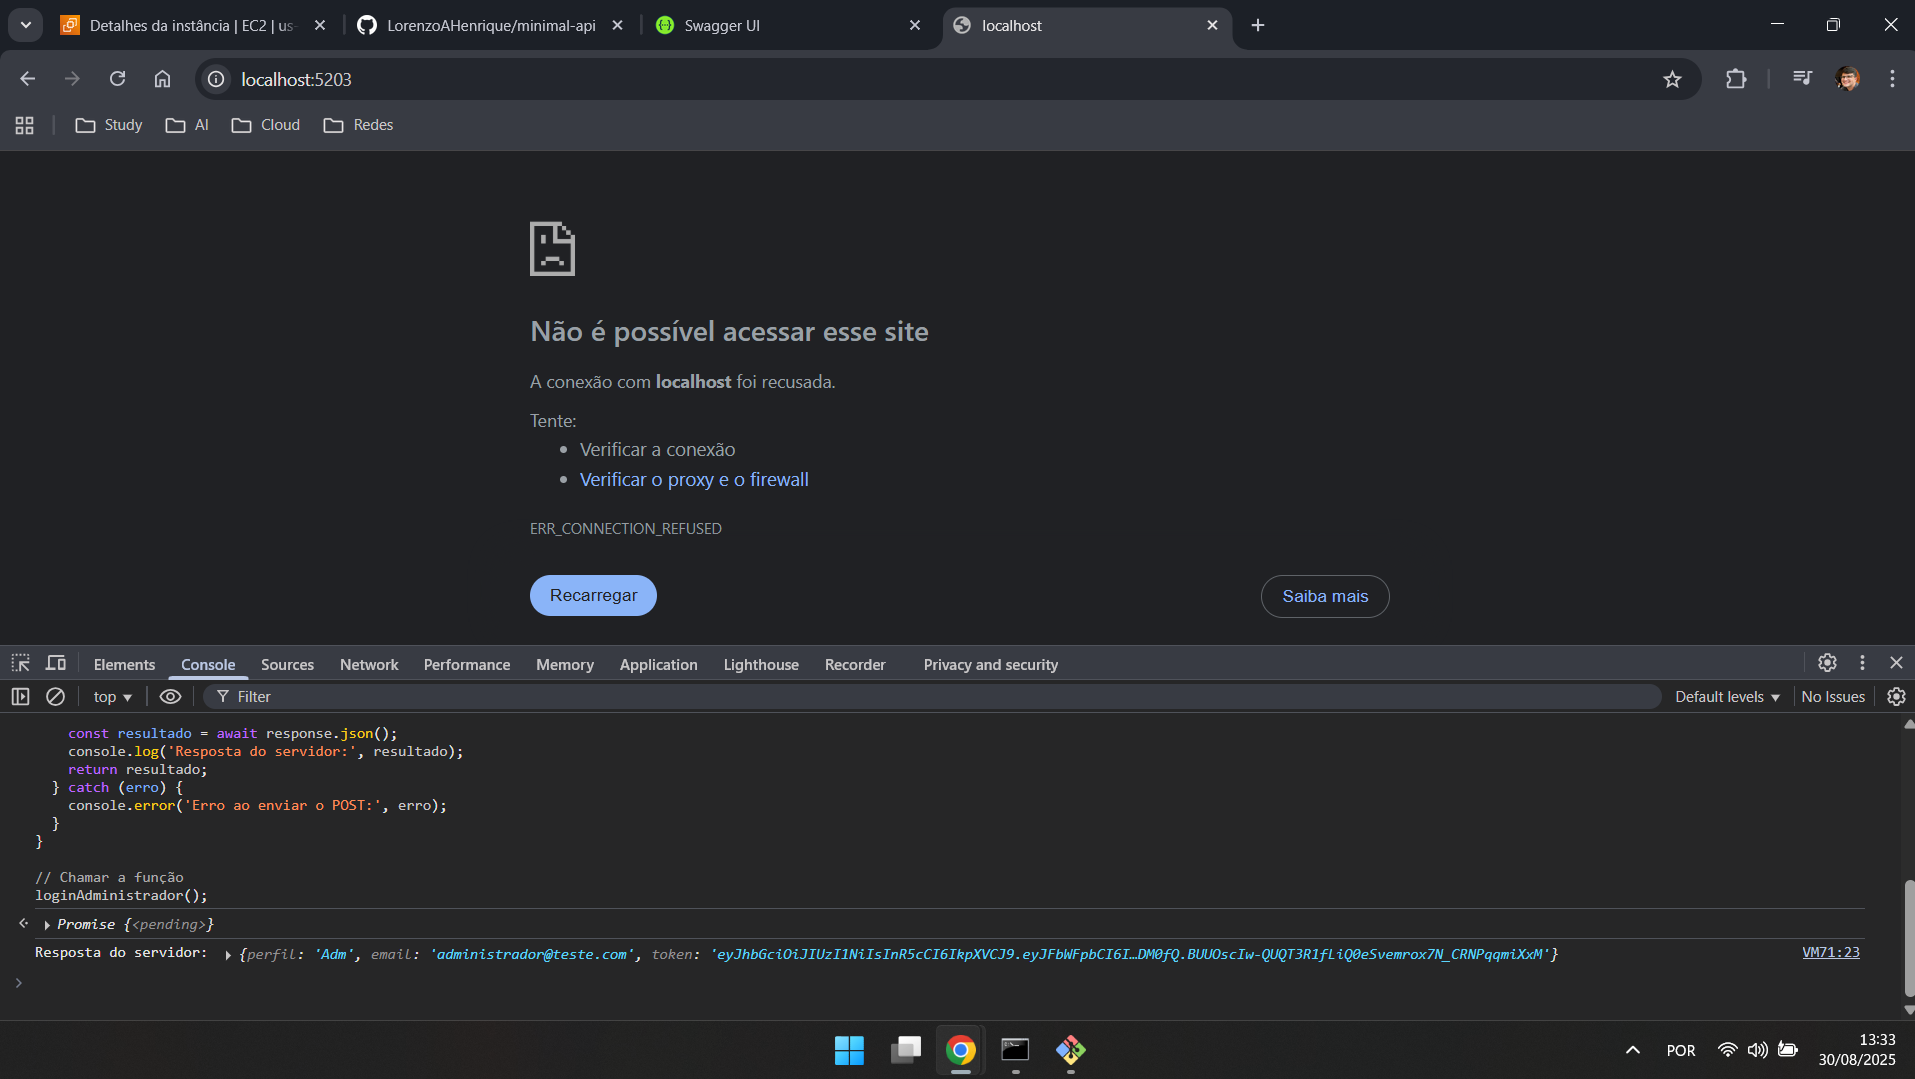 Detalhes da instância | EC2 | us-
LorenzoAHenrique/minimal-api
Swagger UI
localhost
localhost:5203
Study
AI
Cloud
Redes
Não é possível acessar esse site
A conexão com localhost foi recusada.
Tente:
Verificar a conexão
Verificar o proxy e o firewall
ERR_CONNECTION_REFUSED
Recarregar
Saiba mais
Elements
Console
Sources
Network
Performance
Memory
Application
Lighthouse
Recorder
Privacy and security
top
Filter
Default levels
No Issues
const resultado = await response.json();
console.log('Resposta do servidor:', resultado);
return resultado;
} catch (erro) {
console.error('Erro ao enviar o POST:', erro);
}
}
// Chamar a função
loginAdministrador();
Promise {<pending>}
Resposta do servidor: {perfil: 'Adm', email: 'administrador@teste.com', token: 'eyJhbGciOiJIUzI1NiIsInR5cCI6IkpXVCJ9.eyJFbWFpbCI6I…DM0fQ.BUUOscIw-QUQT3R1fLiQ0eSvemrox7N_CRNPqqmiXxM'}
VM71:23
POR
13:33
30/08/2025